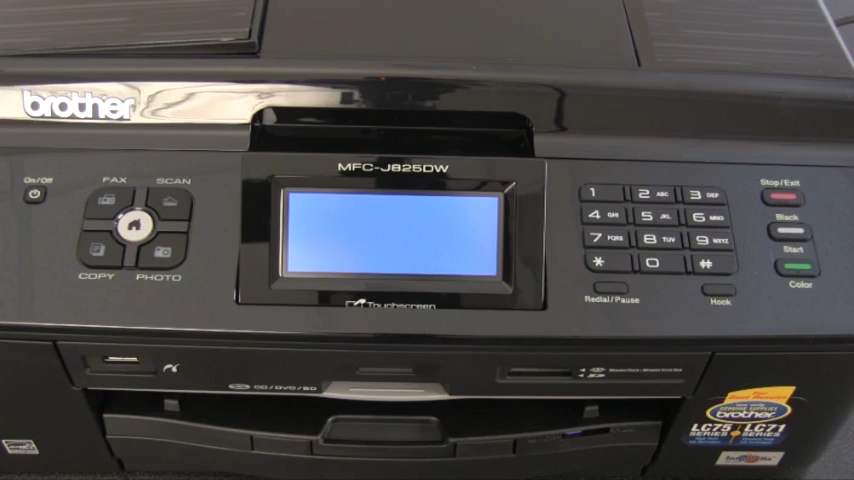 brother
MFC-J825DW
On/Off
FAX
SCAN
COPY
PHOTO
Touchscreen
1
2 ABC
3 DEF
4 GHI
5 JKL
6 MNO
7 PQRS
8 TUV
9 WXYZ
*
0
#
Redial/Pause
Hook
Stop/Exit
Black
Start
Color
CD/DVD/BD
brother
LC75 LC71
SERIES SERIES